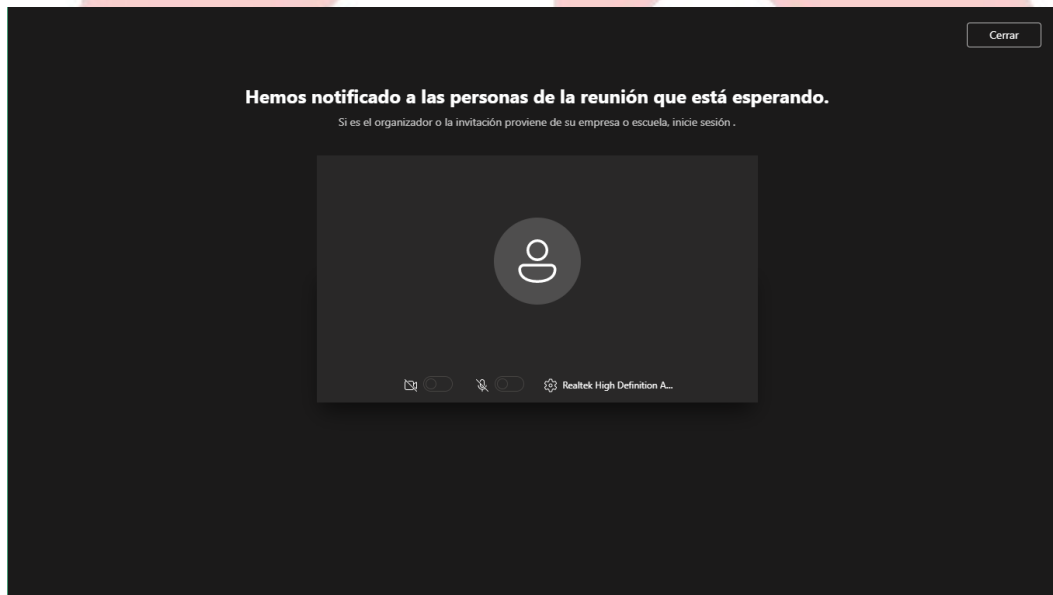 Cerrar
Hemos notificado a las personas de la reunión que está esperando.
Si es el organizador o la invitación proviene de su empresa o escuela, inicie sesión .
Realtek High Definition A...